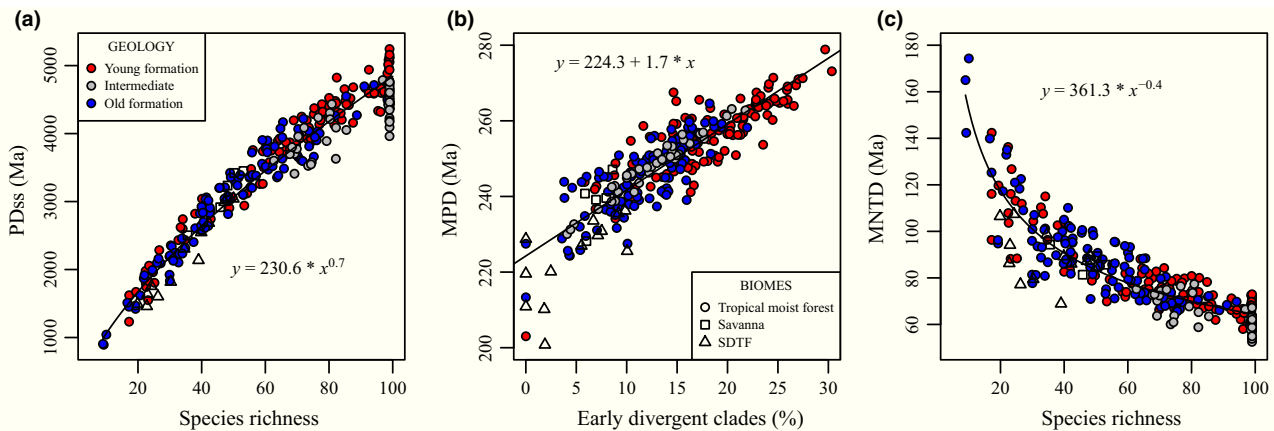 (a)
GEOLOGY
Young formation
Intermediate
Old formation
y = 230.6 * x^0.7
PDss (Ma)
1000 2000 3000 4000 5000
20 40 60 80 100
Species richness
(b)
y = 224.3 + 1.7 * x
BIOMES
Tropical moist forest
Savanna
SDTF
MPD (Ma)
200 220 240 260 280
0 5 10 15 20 25 30
Early divergent clades (%)
(c)
y = 361.3 * x^−0.4
MNTD (Ma)
60 80 100 120 140 160 180
20 40 60 80 100
Species richness